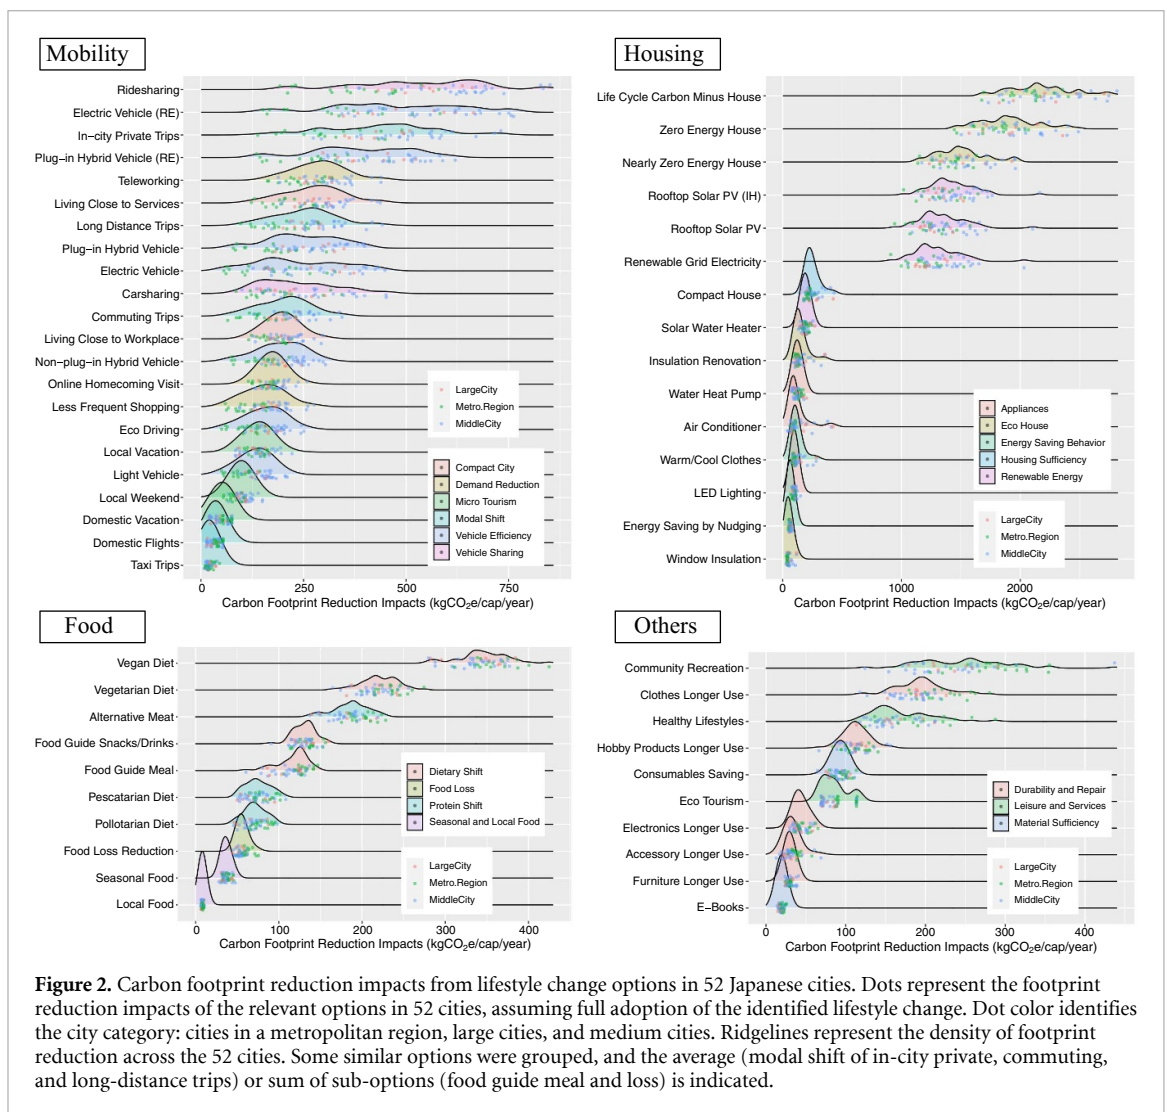 Mobility
Ridesharing
Electric Vehicle (RE)
In−city Private Trips
Plug−in Hybrid Vehicle (RE)
Teleworking
Living Close to Services
Long Distance Trips
Plug−in Hybrid Vehicle
Electric Vehicle
Carsharing
Commuting Trips
Living Close to Workplace
Non−plug−in Hybrid Vehicle
Online Homecoming Visit
Less Frequent Shopping
Eco Driving
Local Vacation
Light Vehicle
Local Weekend
Domestic Vacation
Domestic Flights
Taxi Trips
LargeCity
Metro.Region
MiddleCity
Compact City
Demand Reduction
Micro Tourism
Modal Shift
Vehicle Efficiency
Vehicle Sharing
0 250 500 750
Carbon Footprint Reduction Impacts (kgCO₂e/cap/year)
Housing
Life Cycle Carbon Minus House
Zero Energy House
Nearly Zero Energy House
Rooftop Solar PV (IH)
Rooftop Solar PV
Renewable Grid Electricity
Compact House
Solar Water Heater
Insulation Renovation
Water Heat Pump
Air Conditioner
Warm/Cool Clothes
LED Lighting
Energy Saving by Nudging
Window Insulation
Appliances
Eco House
Energy Saving Behavior
Housing Sufficiency
Renewable Energy
LargeCity
Metro.Region
MiddleCity
0 1000 2000
Carbon Footprint Reduction Impacts (kgCO₂e/cap/year)
Food
Vegan Diet
Vegetarian Diet
Alternative Meat
Food Guide Snacks/Drinks
Food Guide Meal
Pescatarian Diet
Pollotarian Diet
Food Loss Reduction
Seasonal Food
Local Food
Dietary Shift
Food Loss
Protein Shift
Seasonal and Local Food
LargeCity
Metro.Region
MiddleCity
0 100 200 300 400
Carbon Footprint Reduction Impacts (kgCO₂e/cap/year)
Others
Community Recreation
Clothes Longer Use
Healthy Lifestyles
Hobby Products Longer Use
Consumables Saving
Eco Tourism
Electronics Longer Use
Accessory Longer Use
Furniture Longer Use
E−Books
Durability and Repair
Leisure and Services
Material Sufficiency
LargeCity
Metro.Region
MiddleCity
0 100 200 300 400
Carbon Footprint Reduction Impacts (kgCO₂e/cap/year)
Figure 2. Carbon footprint reduction impacts from lifestyle change options in 52 Japanese cities. Dots represent the footprint
reduction impacts of the relevant options in 52 cities, assuming full adoption of the identified lifestyle change. Dot color identifies
the city category: cities in a metropolitan region, large cities, and medium cities. Ridgelines represent the density of footprint
reduction across the 52 cities. Some similar options were grouped, and the average (modal shift of in-city private, commuting,
and long-distance trips) or sum of sub-options (food guide meal and loss) is indicated.